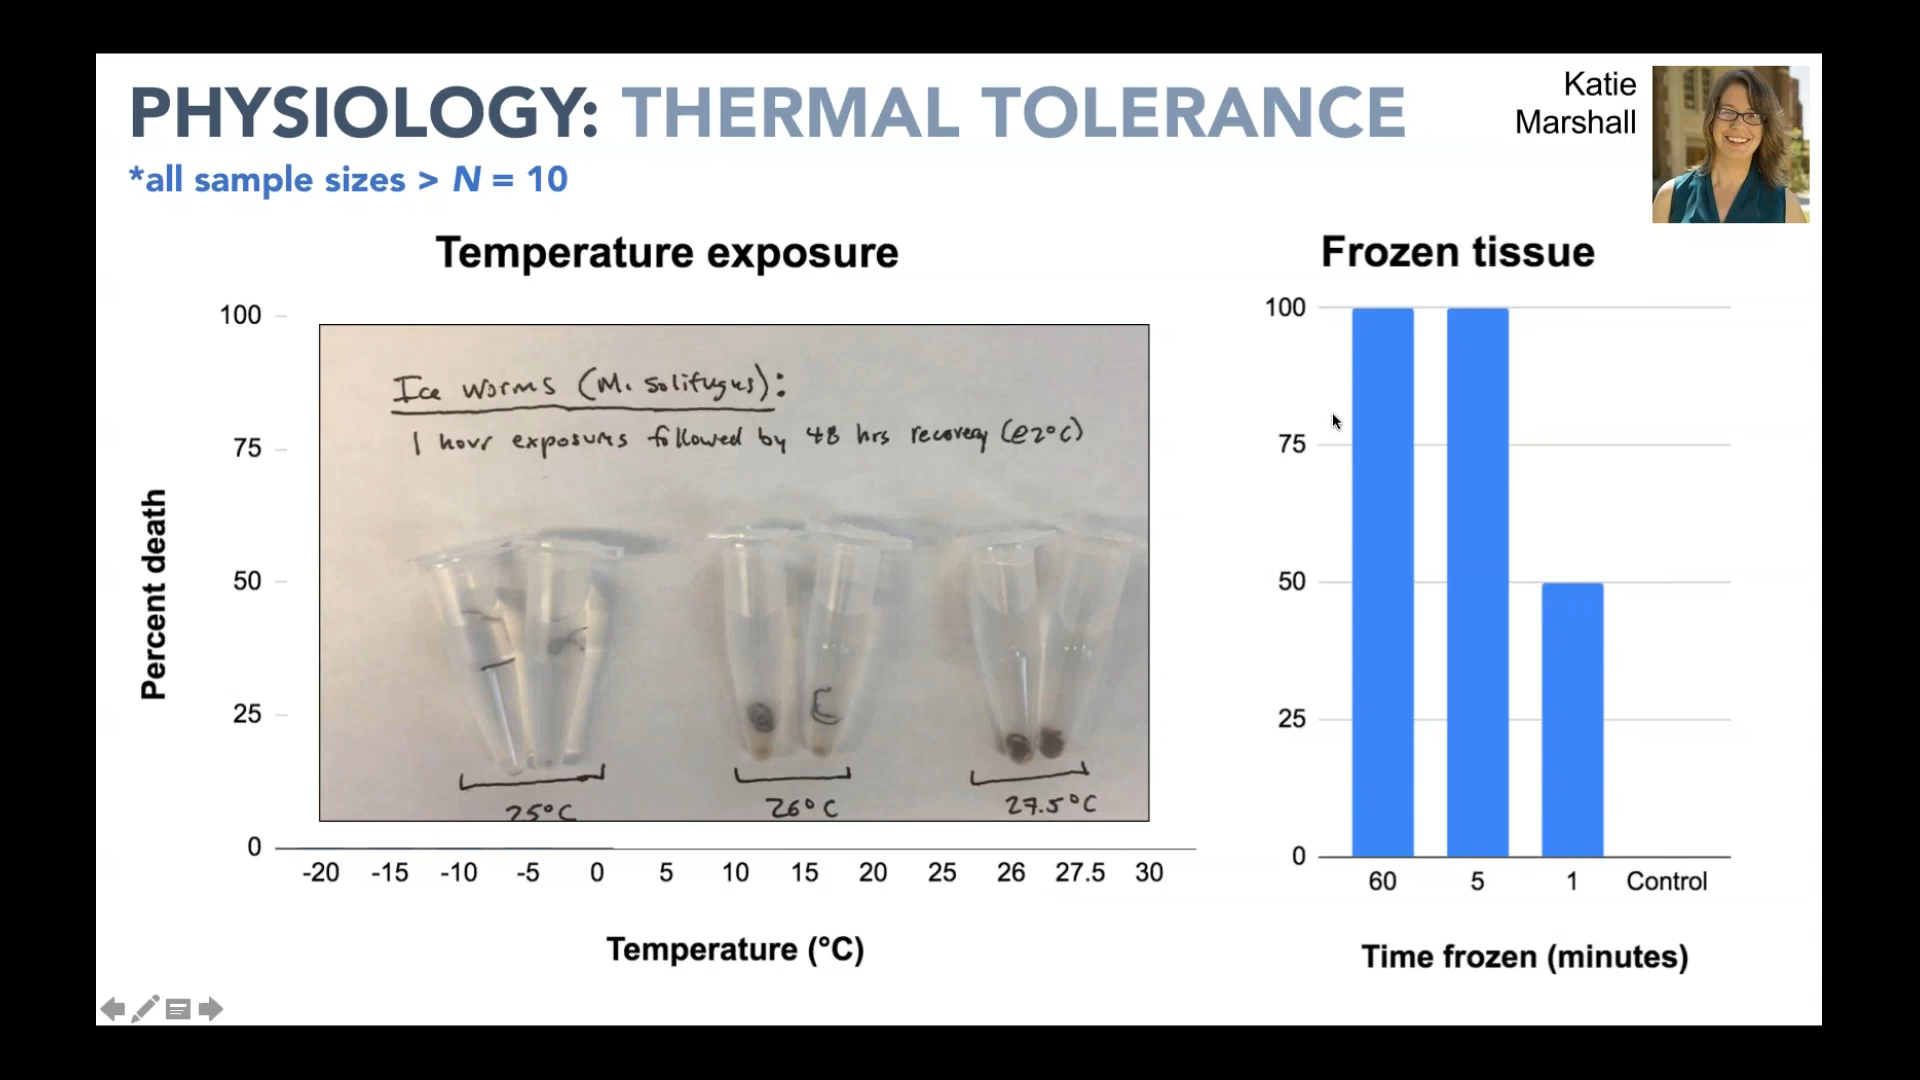 PHYSIOLOGY: THERMAL TOLERANCE
*all sample sizes > N = 10
Katie
Marshall
Temperature exposure
Percent death
100
75
50
25
0
Ice worms (M. solifugus):
1 hour exposures followed by 48 hrs recovery (@2°C)
25°C
26°C
27.5°C
-20 -15 -10 -5 0 5 10 15 20 25 26 27.5 30
Temperature (°C)
Frozen tissue
100
75
50
25
0
60 5 1 Control
Time frozen (minutes)